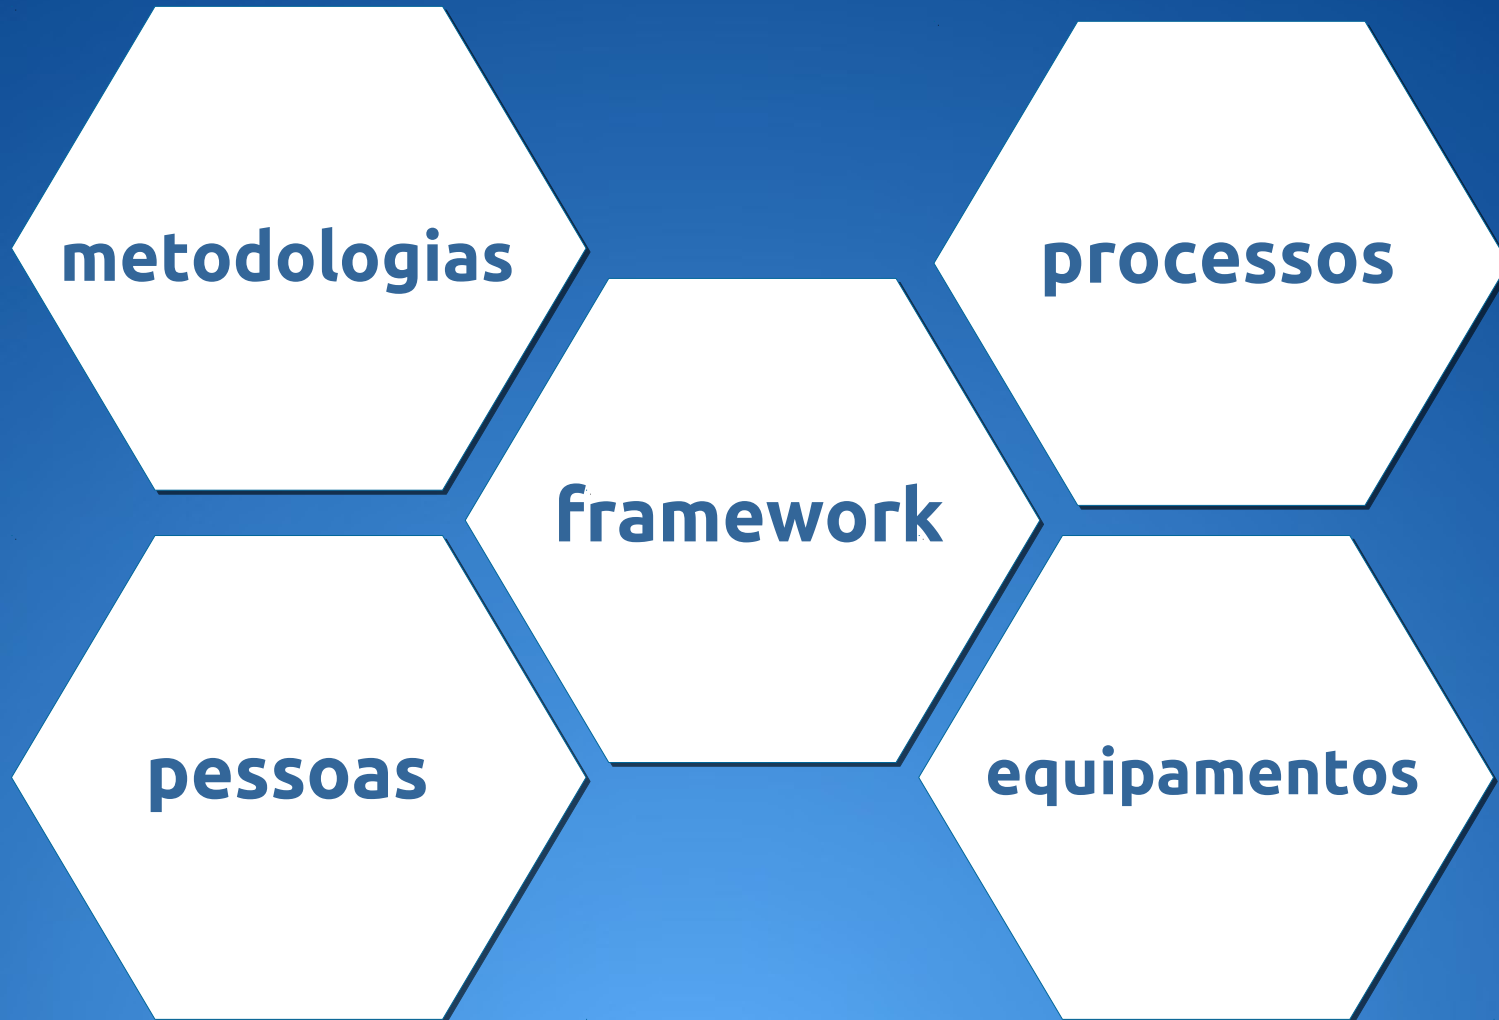 metodologias
processos
framework
pessoas
equipamentos